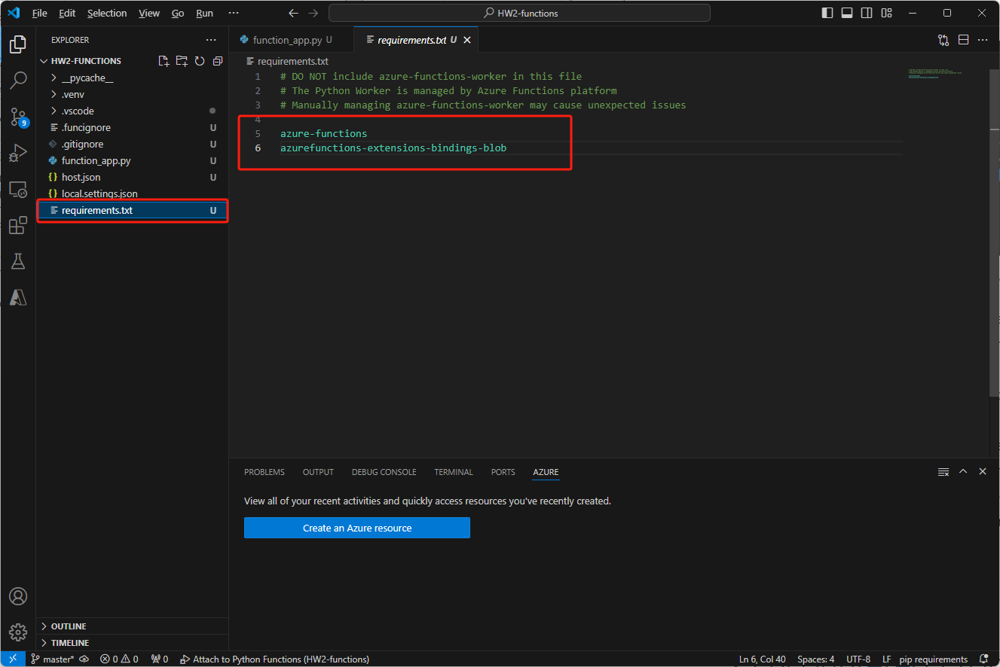 File Edit Selection View Go Run ··· HW2-functions
EXPLORER ···
HW2-FUNCTIONS
__pycache__
.venv
.vscode
.funcignore U
.gitignore U
function_app.py U
host.json U
local.settings.json
requirements.txt U
OUTLINE
TIMELINE
9
function_app.py U requirements.txt U
requirements.txt
1 # DO NOT include azure-functions-worker in this file
2 # The Python Worker is managed by Azure Functions platform
3 # Manually managing azure-functions-worker may cause unexpected issues
4
5 azure-functions
6 azurefunctions-extensions-bindings-blob
PROBLEMS OUTPUT DEBUG CONSOLE TERMINAL PORTS AZURE
View all of your recent activities and quickly access resources you've recently created.
Create an Azure resource
master* 0 0 0 Attach to Python Functions (HW2-functions) Ln 6, Col 40 Spaces: 4 UTF-8 LF pip requirements